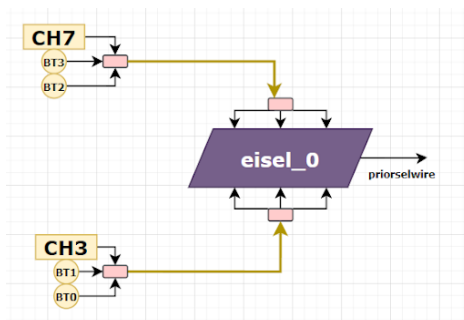 CH7
BT3
BT2
eisel_0
priorselwire
CH3
BT1
BT0